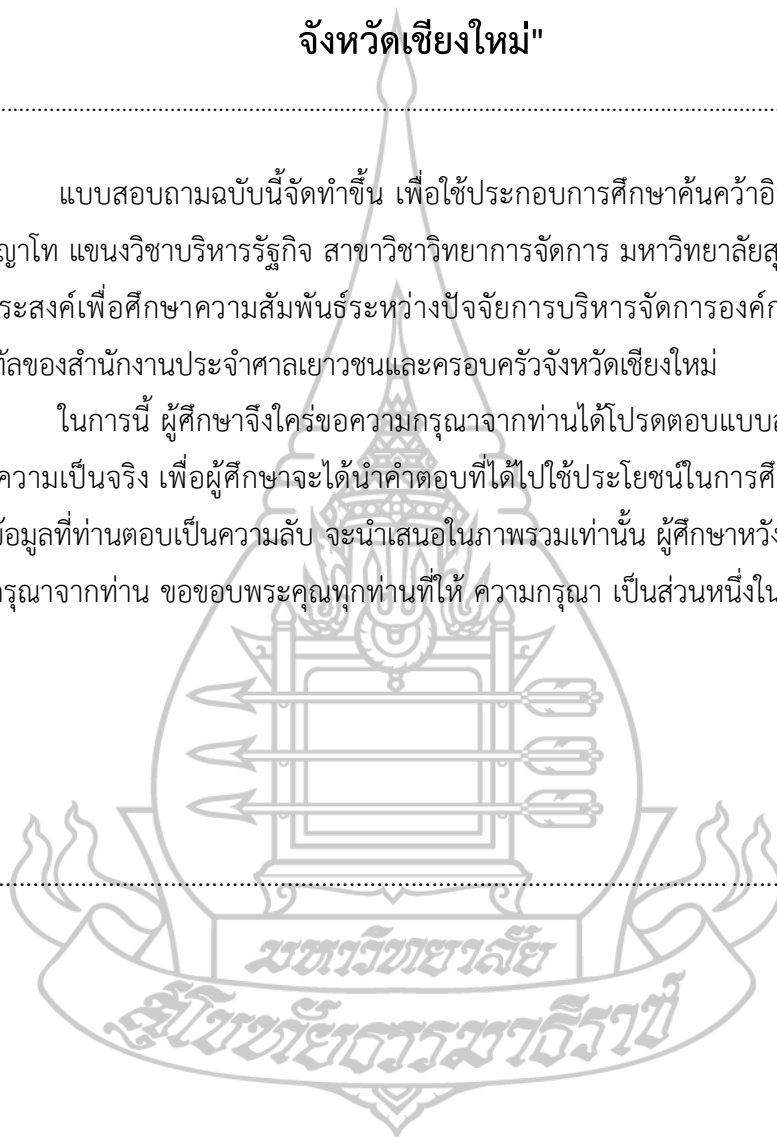 จังหวัดเชียงใหม่"
แบบสอบถามฉบับนี้จัดทำขึ้น เพื่อใช้ประกอบการศึกษาค้นคว้าอิ
ญาโท แขนงวิชาบริหารรัฐกิจ สาขาวิชาวิทยาการจัดการ มหาวิทยาลัยสุ
ระสงค์เพื่อศึกษาความสัมพันธ์ระหว่างปัจจัยการบริหารจัดการองค์ก
ทัลของสำนักงานประจำศาลเยาวชนและครอบครัวจังหวัดเชียงใหม่
ในการนี้ ผู้ศึกษาจึงใคร่ขอความกรุณาจากท่านได้โปรดตอบแบบส
ความเป็นจริง เพื่อผู้ศึกษาจะได้นำคำตอบที่ได้ไปใช้ประโยชน์ในการศึ
ข้อมูลที่ท่านตอบเป็นความลับ จะนำเสนอในภาพรวมเท่านั้น ผู้ศึกษาหวัง
รุณาจากท่าน ขอขอบพระคุณทุกท่านที่ให้ ความกรุณา เป็นส่วนหนึ่งใน
มหาวิทยาลัย
สุโขทัยธรรมาธิราช